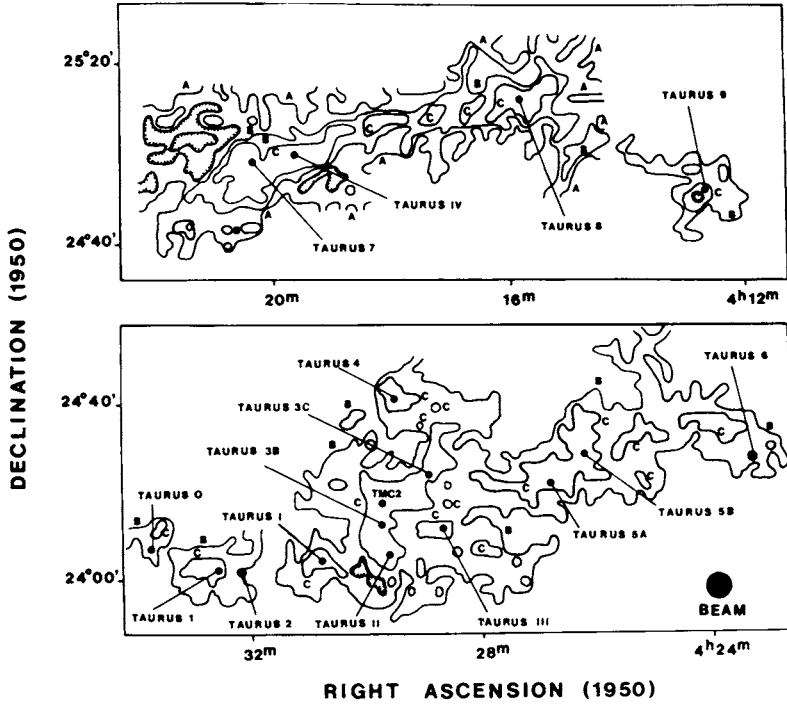 25°20'
A
A
A
A
B
C
C
C
TAURUS 9
A
A
A
B
B
C
A
B
C
B
A
TAURUS IV
A
A
24°40'
A
TAURUS 7
TAURUS 8
20m
16m
4h12m
DECLINATION (1950)
TAURUS 4
TAURUS 6
24°40'
TAURUS 3C
B
C
C
C
B
C
B
B
C
C
TAURUS 3B
C
TMC2
C
C
C
TAURUS O
TAURUS I
B
C
B
C
C
B
C
TAURUS 5B
TAURUS 5A
24°00'
C
TAURUS 1
TAURUS 2
TAURUS II
TAURUS III
BEAM
32m
28m
4h24m
RIGHT ASCENSION (1950)